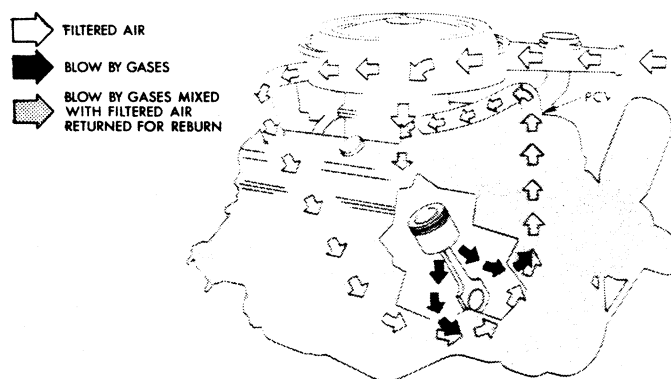 FILTERED AIR
BLOW BY GASES
BLOW BY GASES MIXED
WITH FILTERED AIR
RETURNED FOR REBURN
PCV